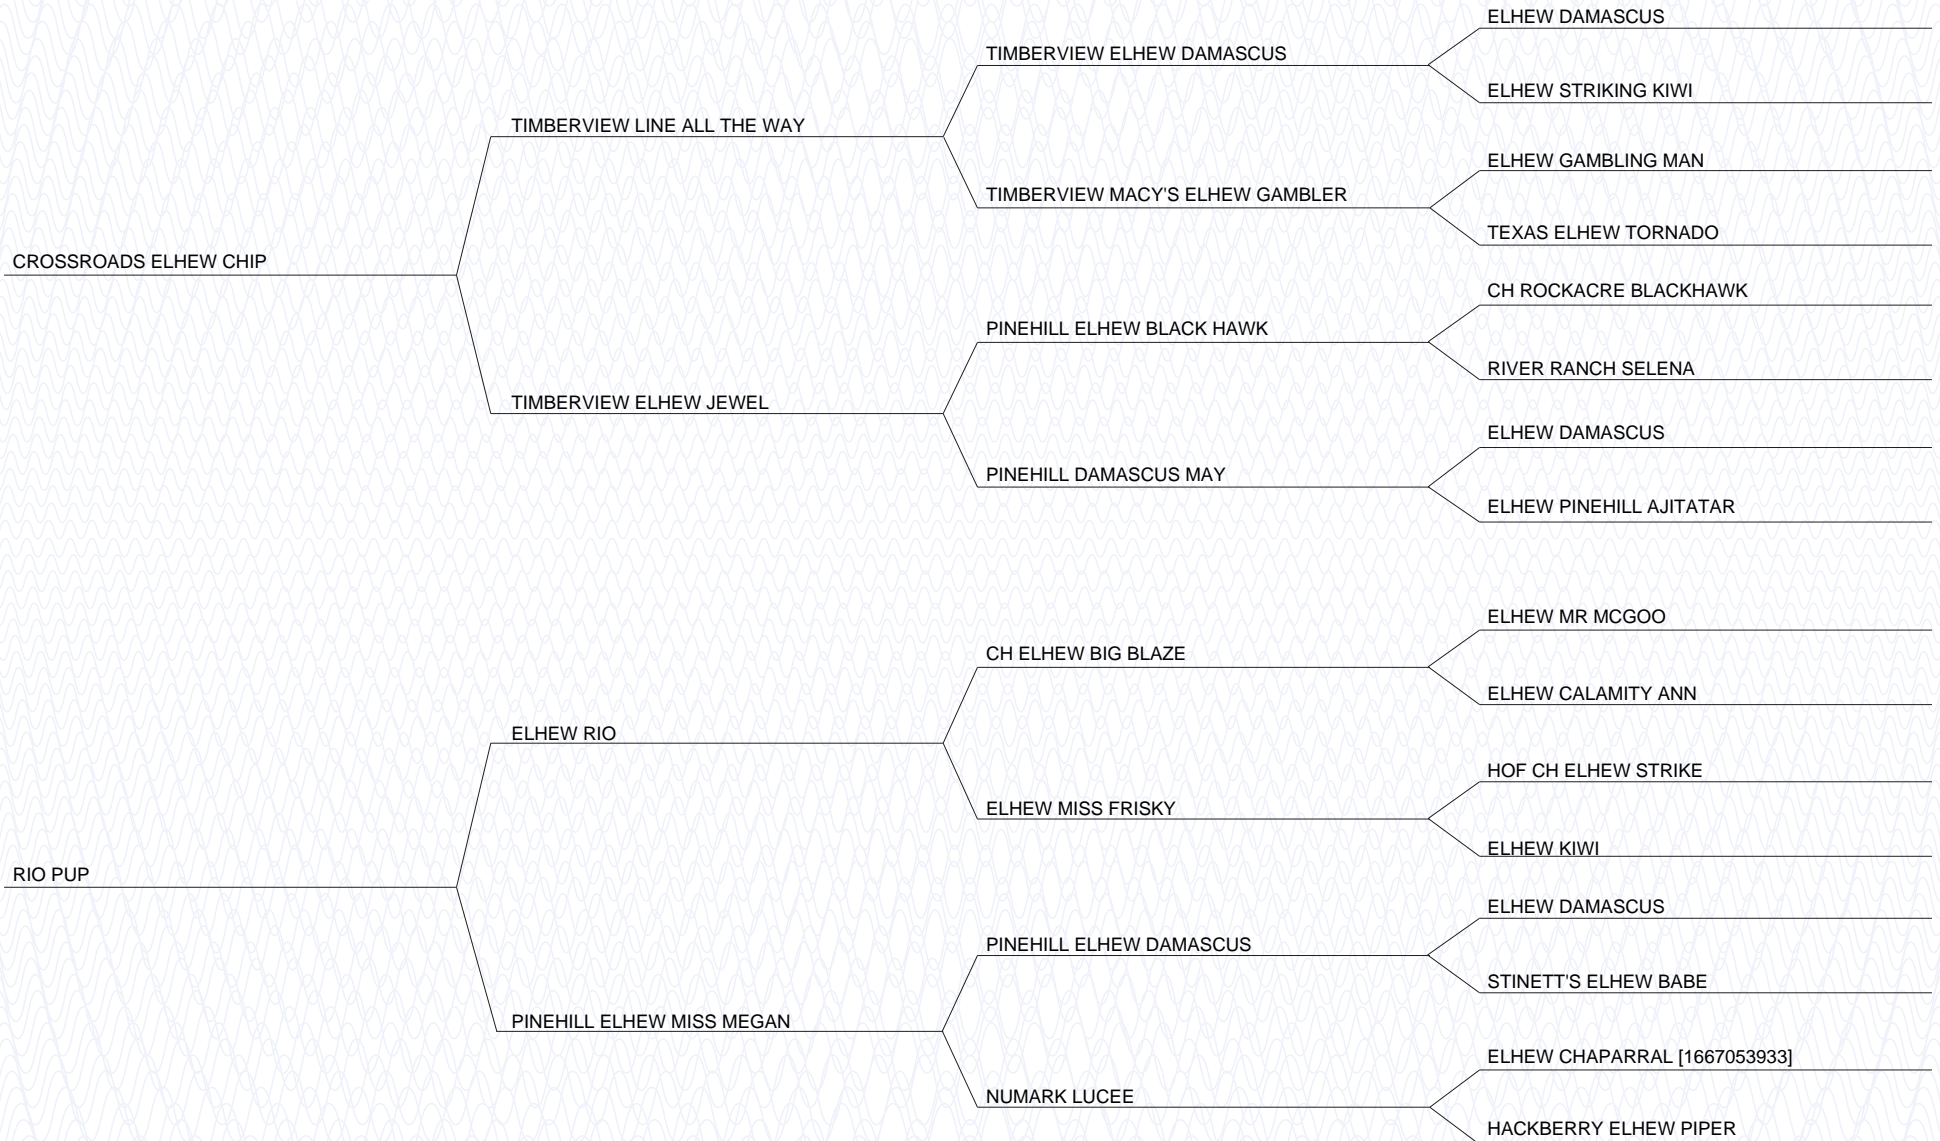 ELHEW DAMASCUS
TIMBERVIEW ELHEW DAMASCUS
ELHEW STRIKING KIWI
TIMBERVIEW LINE ALL THE WAY
ELHEW GAMBLING MAN
TIMBERVIEW MACY'S ELHEW GAMBLER
TEXAS ELHEW TORNADO
CROSSROADS ELHEW CHIP
CH ROCKACRE BLACKHAWK
PINEHILL ELHEW BLACK HAWK
RIVER RANCH SELENA
TIMBERVIEW ELHEW JEWEL
ELHEW DAMASCUS
PINEHILL DAMASCUS MAY
ELHEW PINEHILL AJITATAR
ELHEW MR MCGOO
CH ELHEW BIG BLAZE
ELHEW CALAMITY ANN
ELHEW RIO
HOF CH ELHEW STRIKE
ELHEW MISS FRISKY
ELHEW KIWI
RIO PUP
ELHEW DAMASCUS
PINEHILL ELHEW DAMASCUS
STINETT'S ELHEW BABE
PINEHILL ELHEW MISS MEGAN
ELHEW CHAPARRAL [1667053933]
NUMARK LUCEE
HACKBERRY ELHEW PIPER